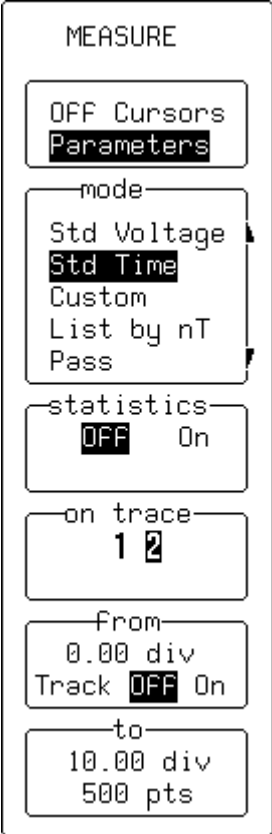 MEASURE
OFF Cursors
Parameters
mode
Std Voltage
Std Time
Custom
List by nT
Pass
statistics
OFF On
on trace
1 2
from
0.00 div
Track OFF On
to
10.00 div
500 pts